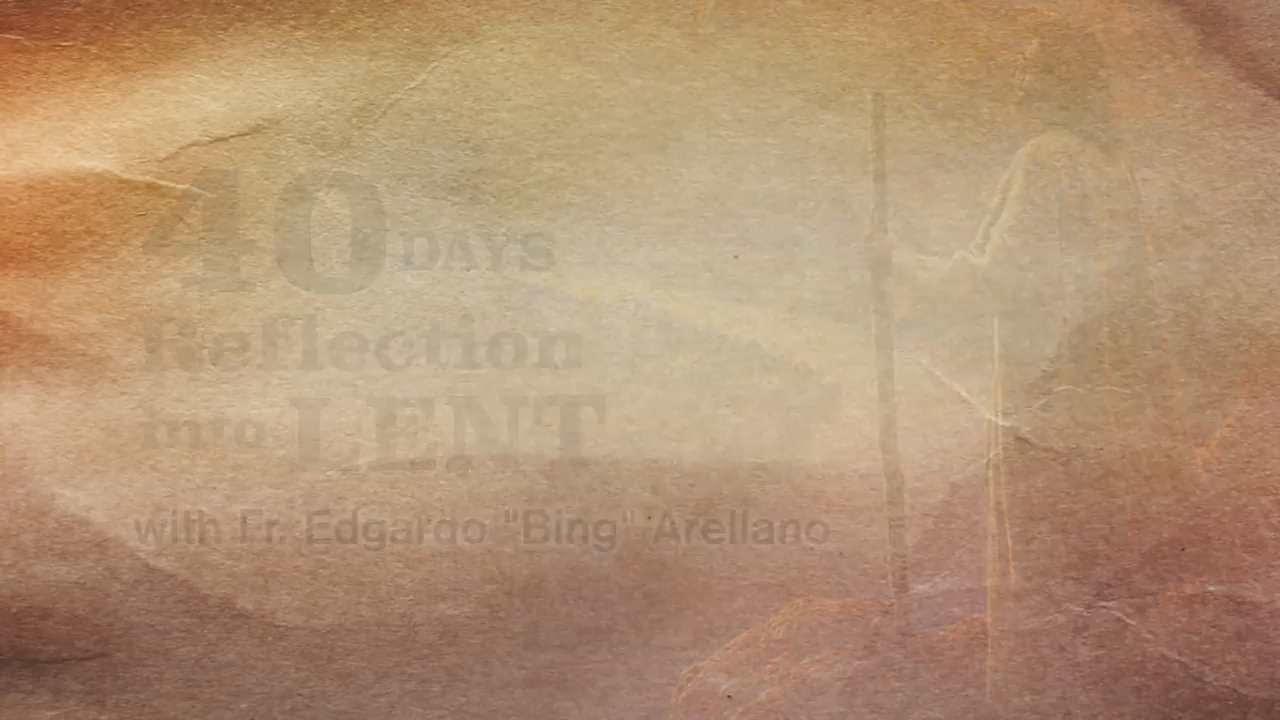 40 DAYS
Reflection
into LENT
with Fr. Edgardo "Bing" Arellano